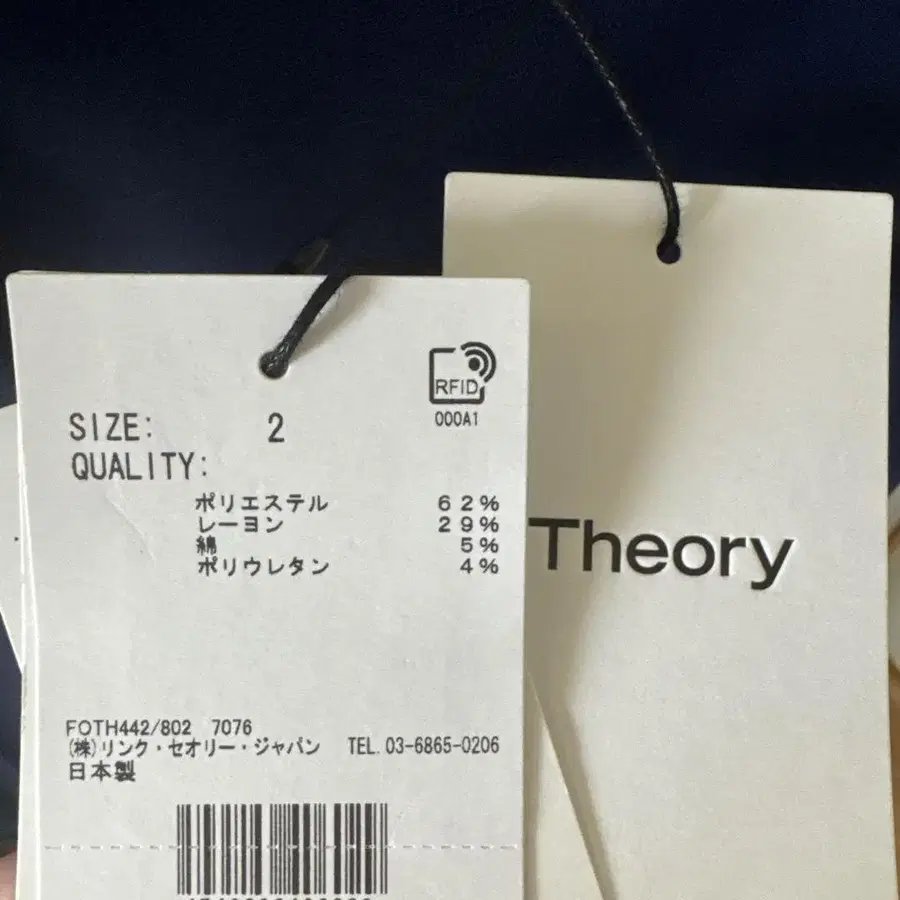 RFID
000A1
SIZE: 2
QUALITY:
ポリエステル 62%
レーヨン 29%
綿 5%
ポリウレタン 4%
Theory
FOTH442/802 7076
(株)リンク・セオリー・ジャパン TEL. 03-6865-0206
日本製